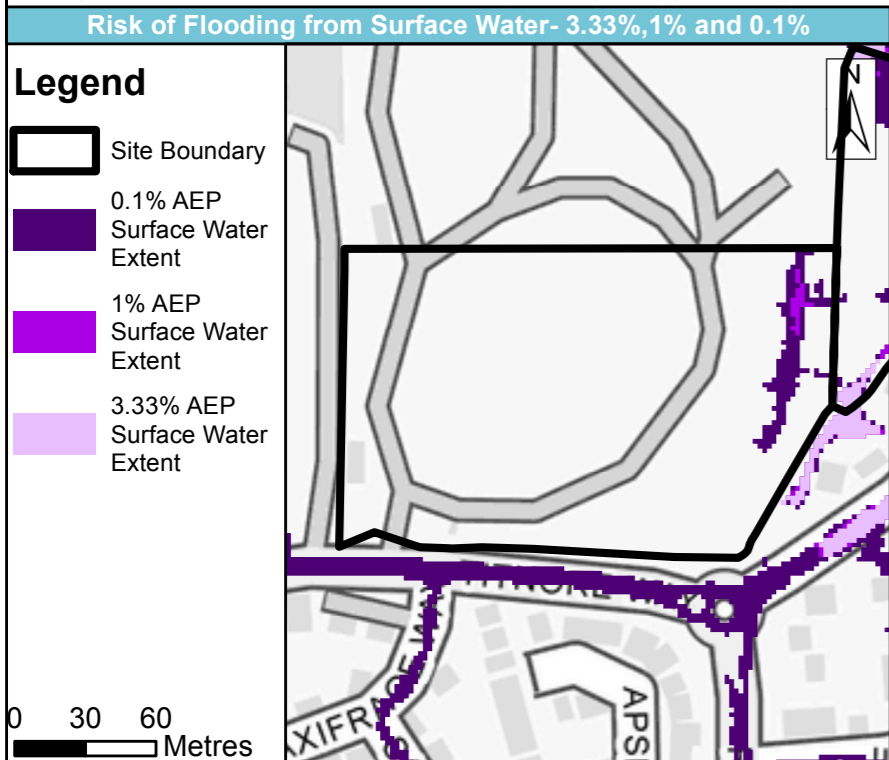 Risk of Flooding from Surface Water- 3.33%,1% and 0.1%
Legend
Site Boundary
0.1% AEP
Surface Water
Extent
1% AEP
Surface Water
Extent
3.33% AEP
Surface Water
Extent
0 30 60
Metres
N